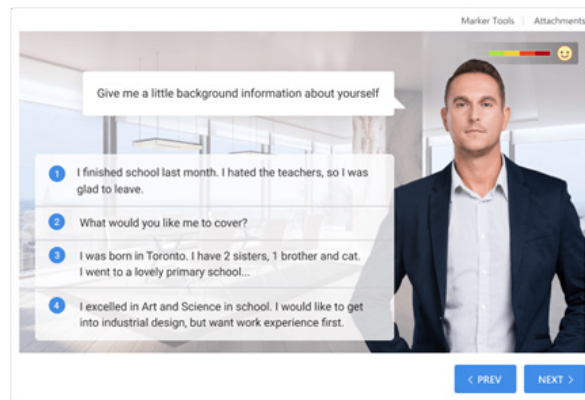 Marker Tools | Attachments
Give me a little background information about yourself
1 I finished school last month. I hated the teachers, so I was
glad to leave.
2 What would you like me to cover?
3 I was born in Toronto. I have 2 sisters, 1 brother and cat.
I went to a lovely primary school...
4 I excelled in Art and Science in school. I would like to get
into industrial design, but want work experience first.
< PREV NEXT >